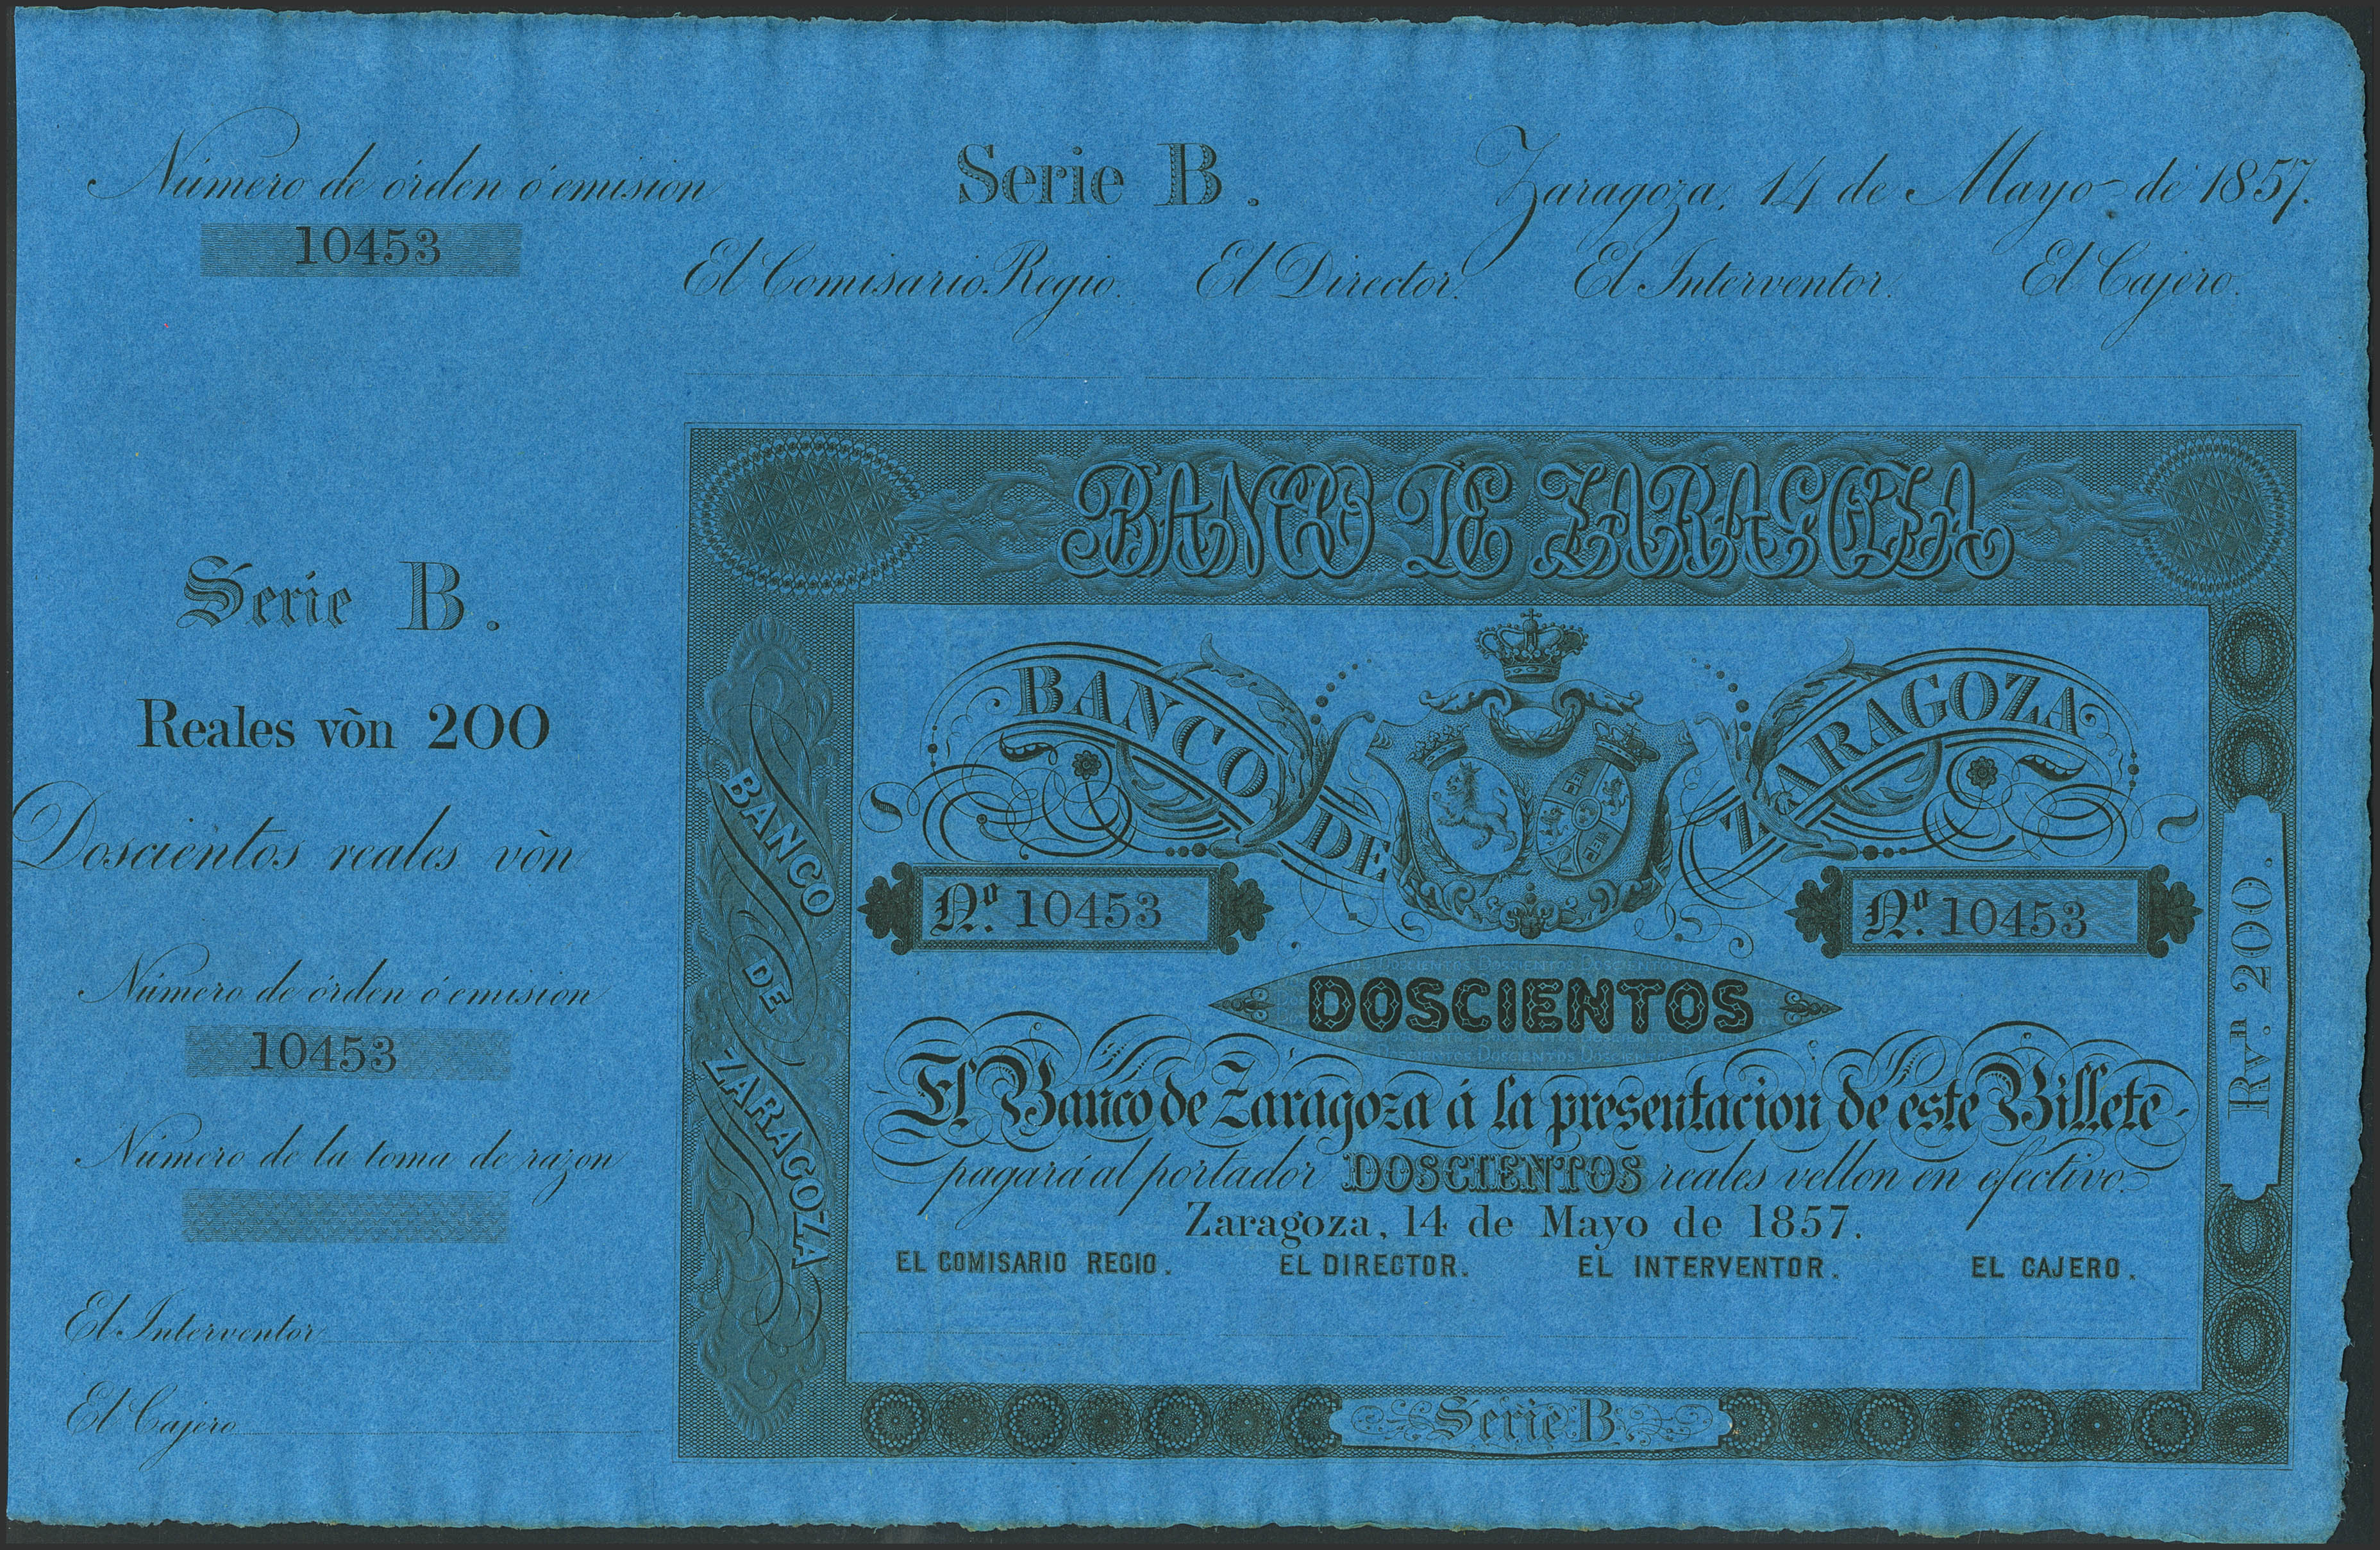 Número de órden ó emision
10453
Serie B.
Zaragoza, 14 de Mayo de 1857.
El Comisario Regio. El Director. El Interventor. El Cajero.
Serie B.
Reales võn 200
Doscientos reales võn
Número de órden ó emision
10453
Número de la toma de razon
El Interventor
El Cajero
BANCO DE ZARAGOZA
BANCO DE ZARAGOZA
BANCO DE ZARAGOZA
Nº. 10453
Nº. 10453
DOSCIENTOS
El Banco de Zaragoza á la presentacion de este Billete
pagará al portador DOSCIENTOS reales vellon en efectivo.
Zaragoza, 14 de Mayo de 1857.
EL COMISARIO REGIO. EL DIRECTOR. EL INTERVENTOR. EL CAJERO.
Rvn. 200.
Serie B.